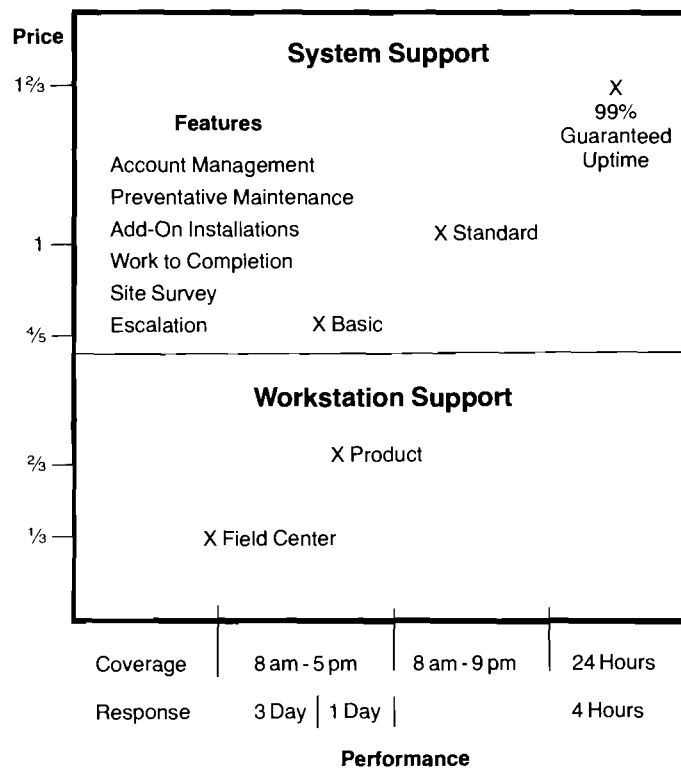 Price
System Support
1⅔
X
99%
Guaranteed
Uptime
Features
Account Management
Preventative Maintenance
Add-On Installations
Work to Completion
Site Survey
Escalation
1
X Standard
⅘
X Basic
Workstation Support
⅔
X Product
⅓
X Field Center
Coverage 8 am - 5 pm 8 am - 9 pm 24 Hours
Response 3 Day 1 Day 4 Hours
Performance